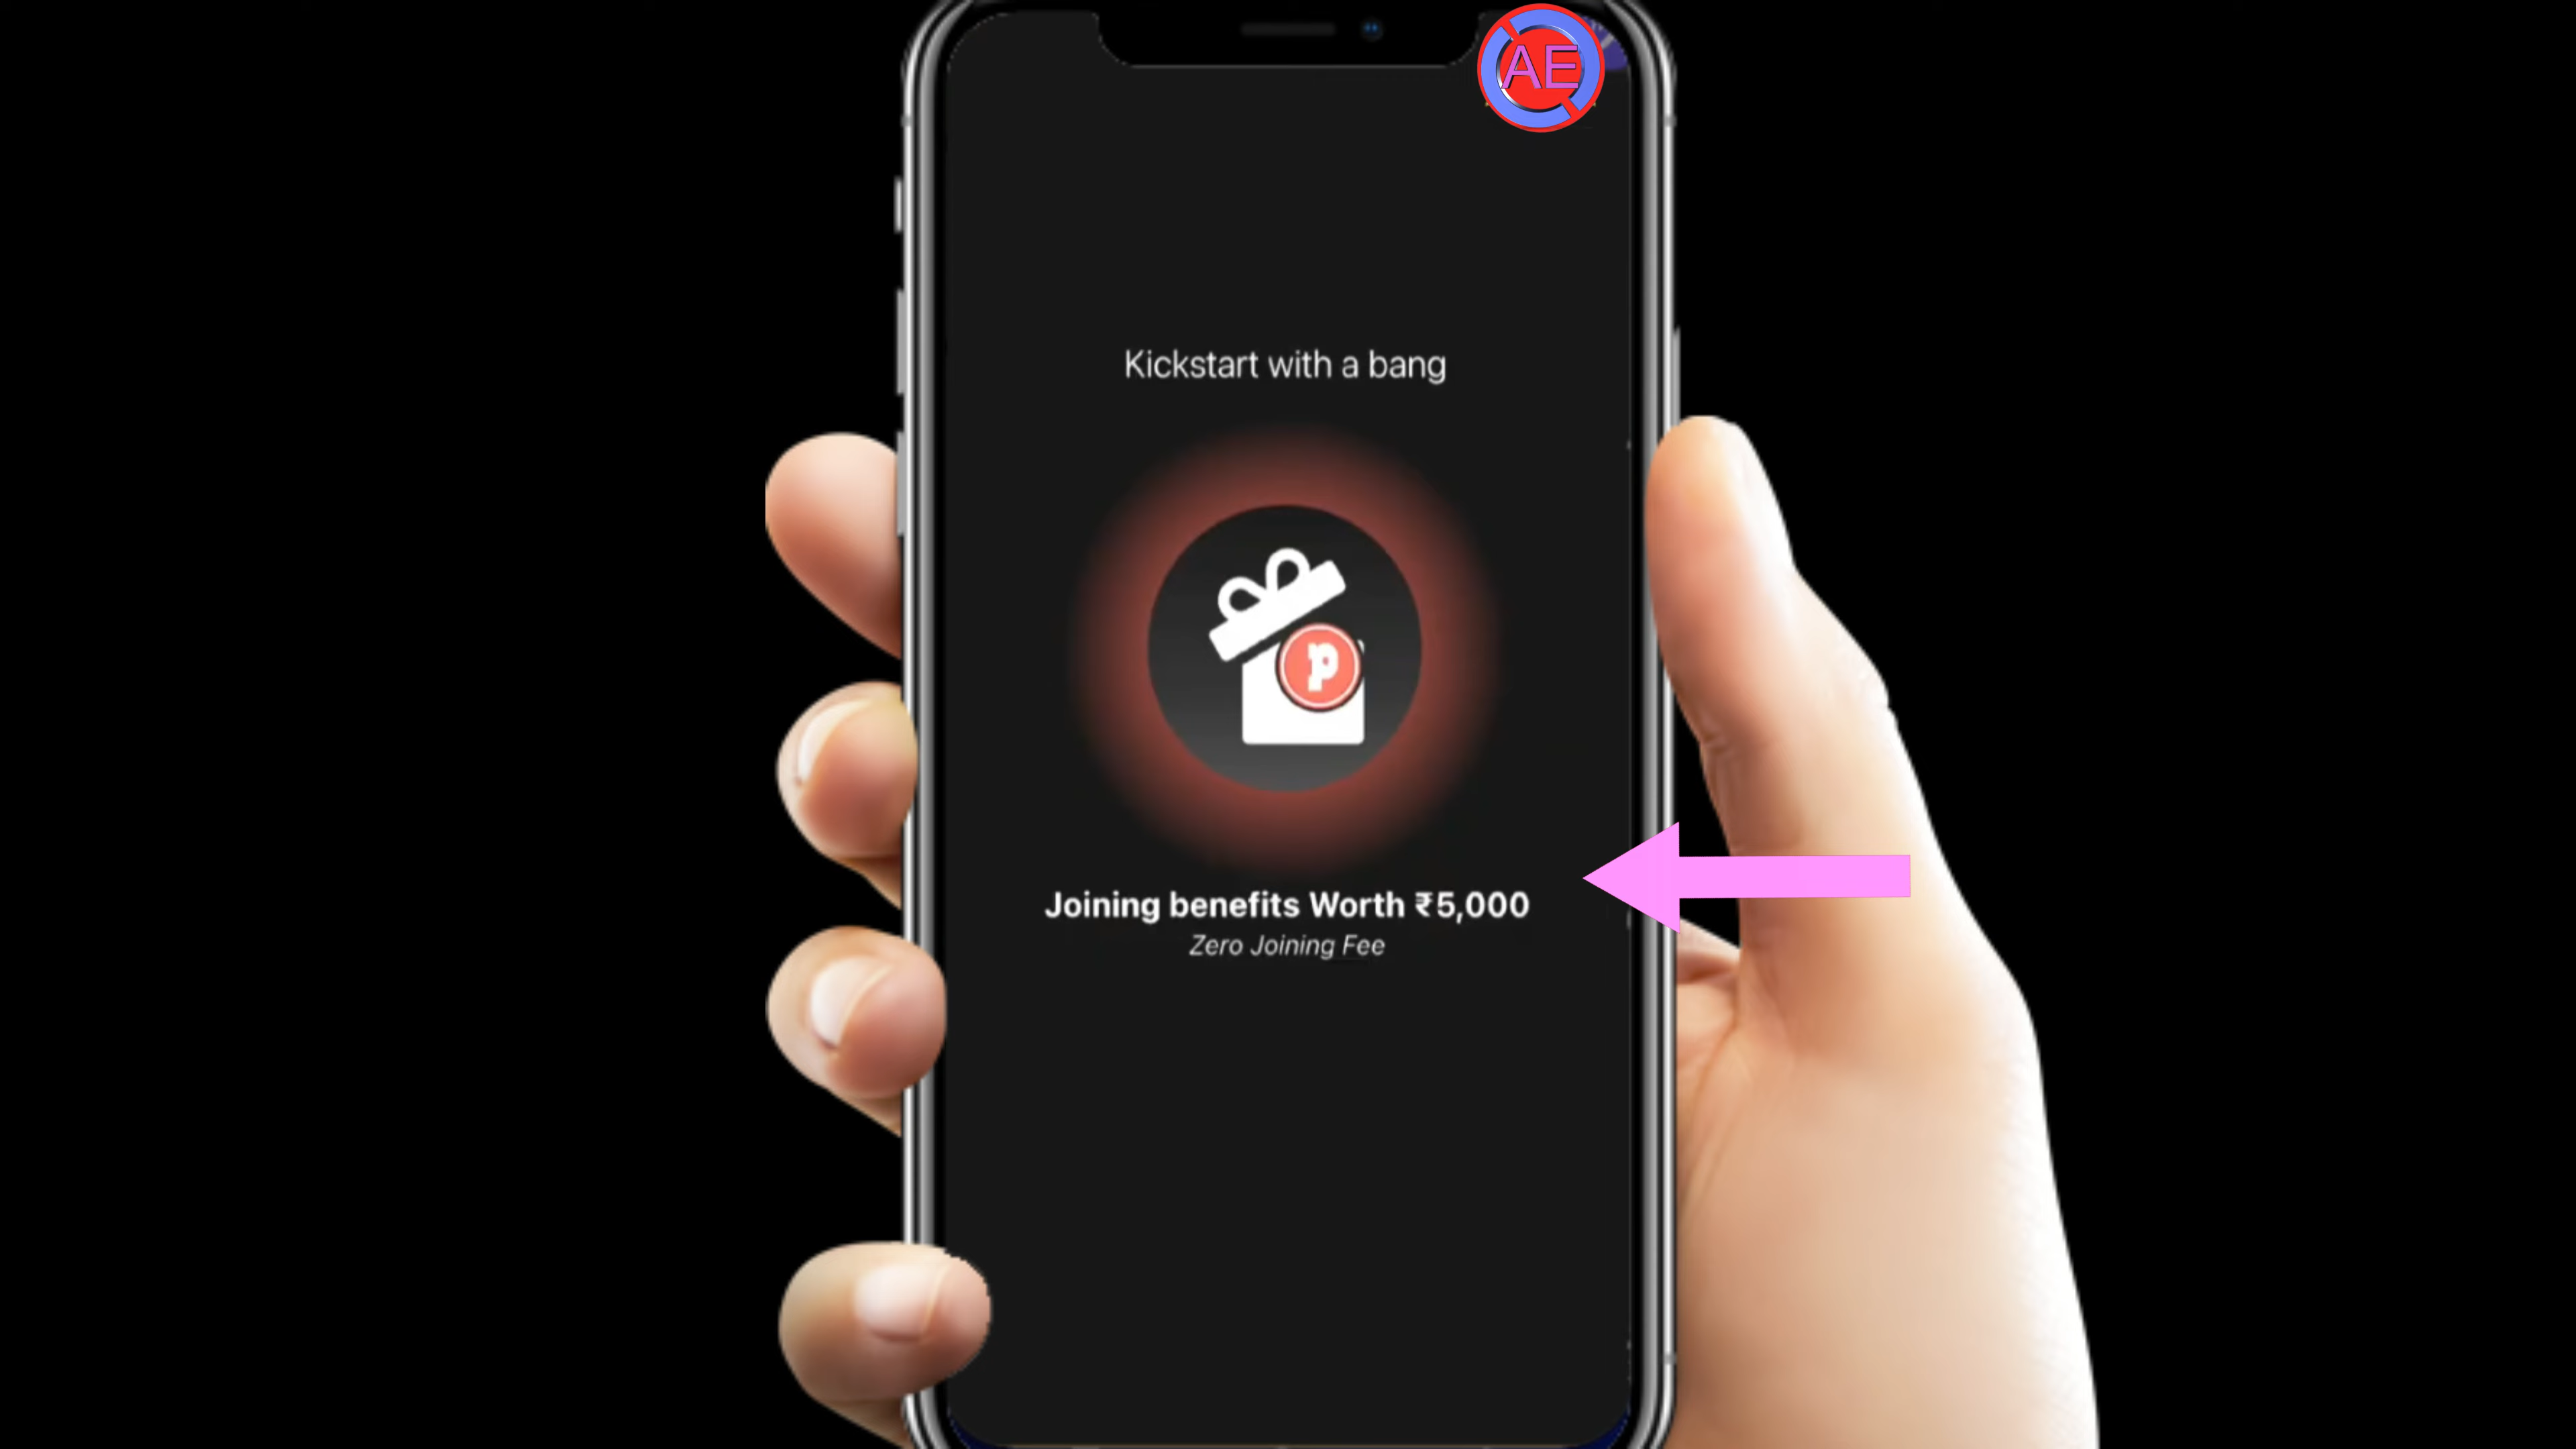 AE
Kickstart with a bang
p
Joining benefits Worth ₹5,000
Zero Joining Fee